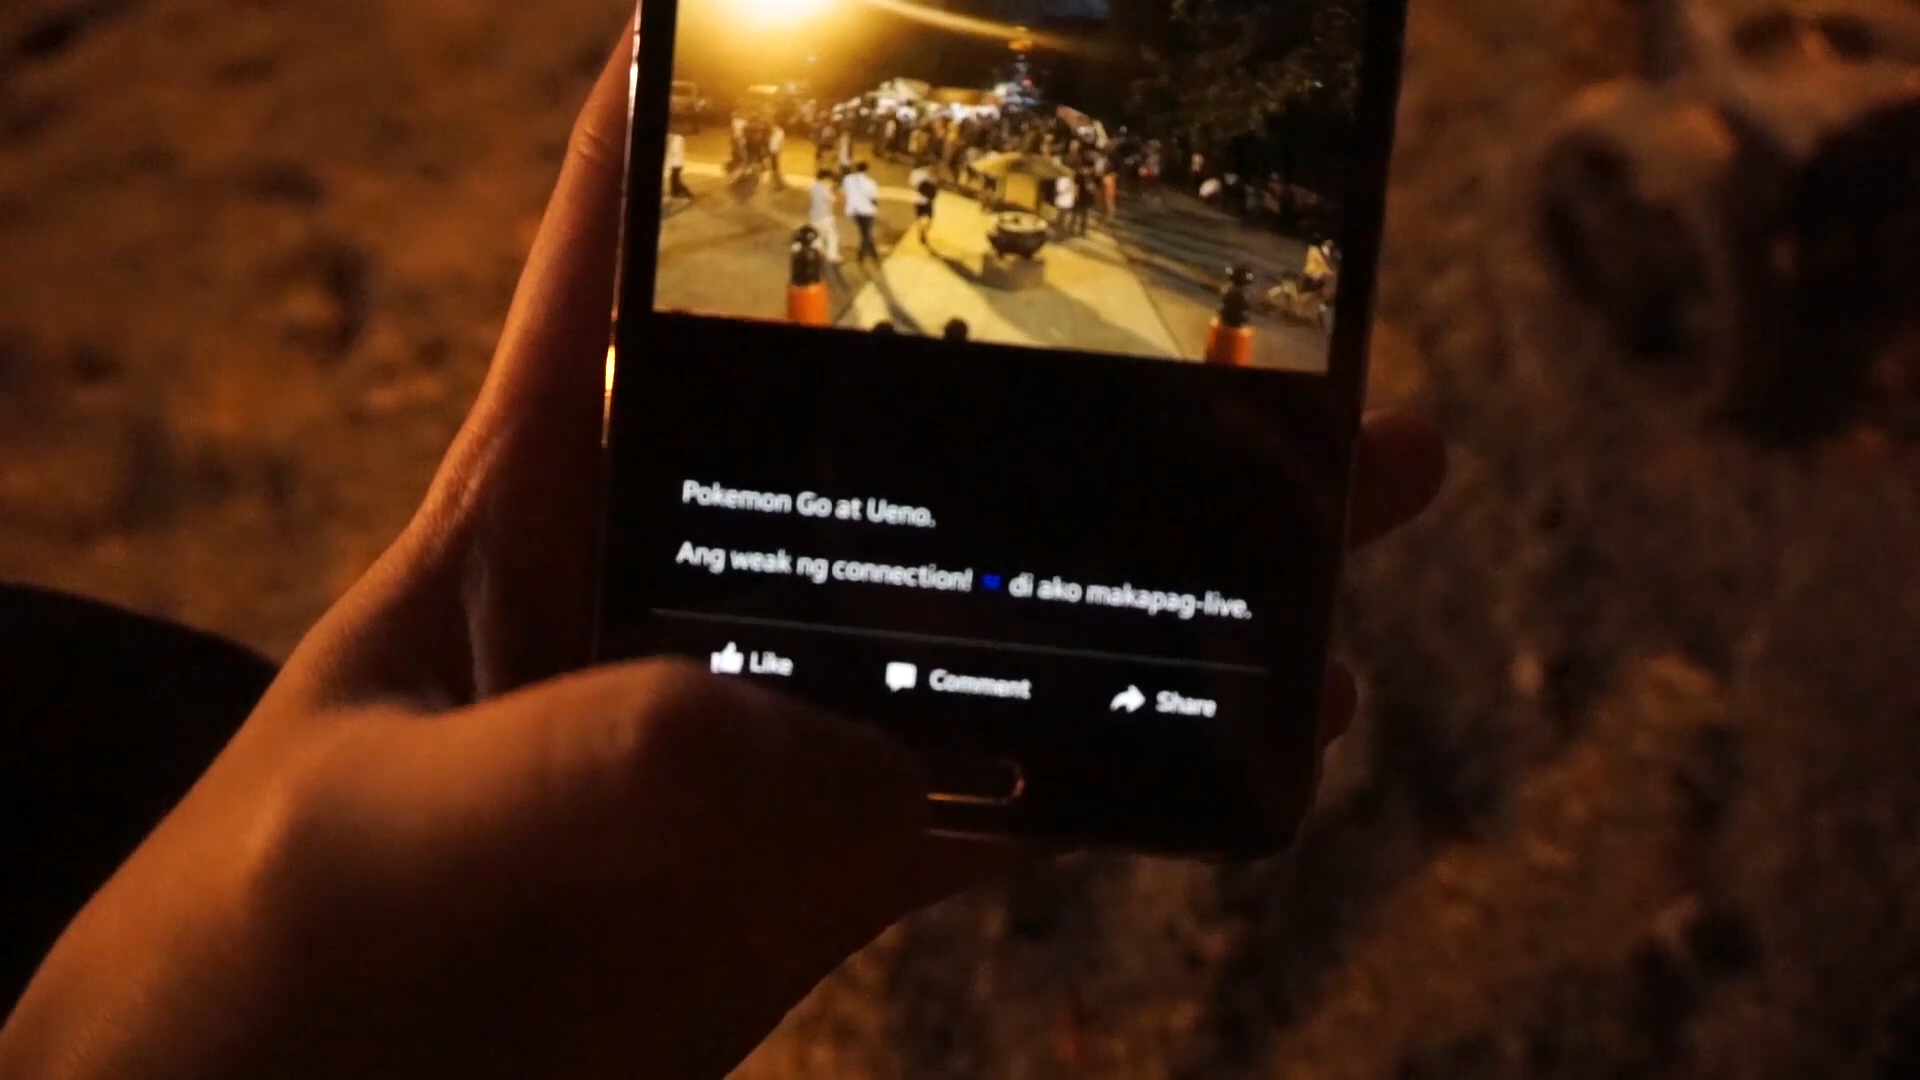 Pokemon Go at Ueno.
Ang weak ng connection! di ako makapag-live.
Like Comment Share